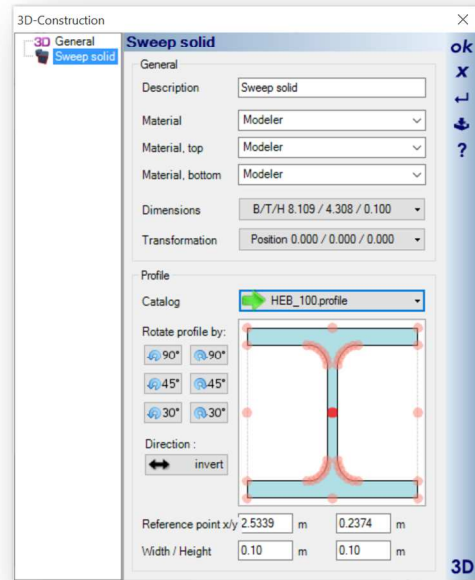 3D-Construction
3D General
Sweep solid
Sweep solid
General
Description Sweep solid
Material Modeler
Material, top Modeler
Material, bottom Modeler
Dimensions B/T/H 8.109 / 4.308 / 0.100
Transformation Position 0.000 / 0.000 / 0.000
Profile
Catalog HEB_100.profile
Rotate profile by:
90° 90°
45° 45°
30° 30°
Direction :
invert
Reference point x/y 2.5339 m 0.2374 m
Width / Height 0.10 m 0.10 m
ok
x
?
3D